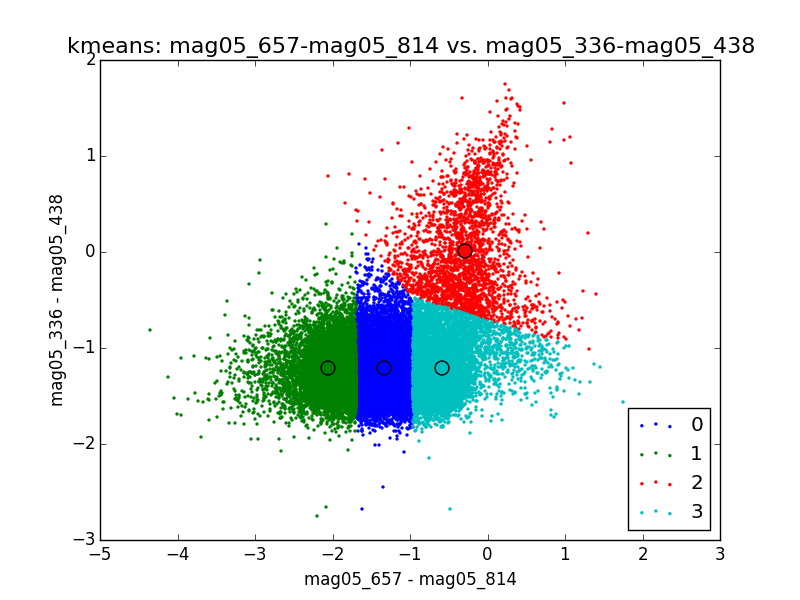 kmeans: mag05_657-mag05_814 vs. mag05_336-mag05_438
2
1
0
−1
−2
−3
mag05_336 - mag05_438
0
1
2
3
−5 −4 −3 −2 −1 0 1 2 3
mag05_657 - mag05_814